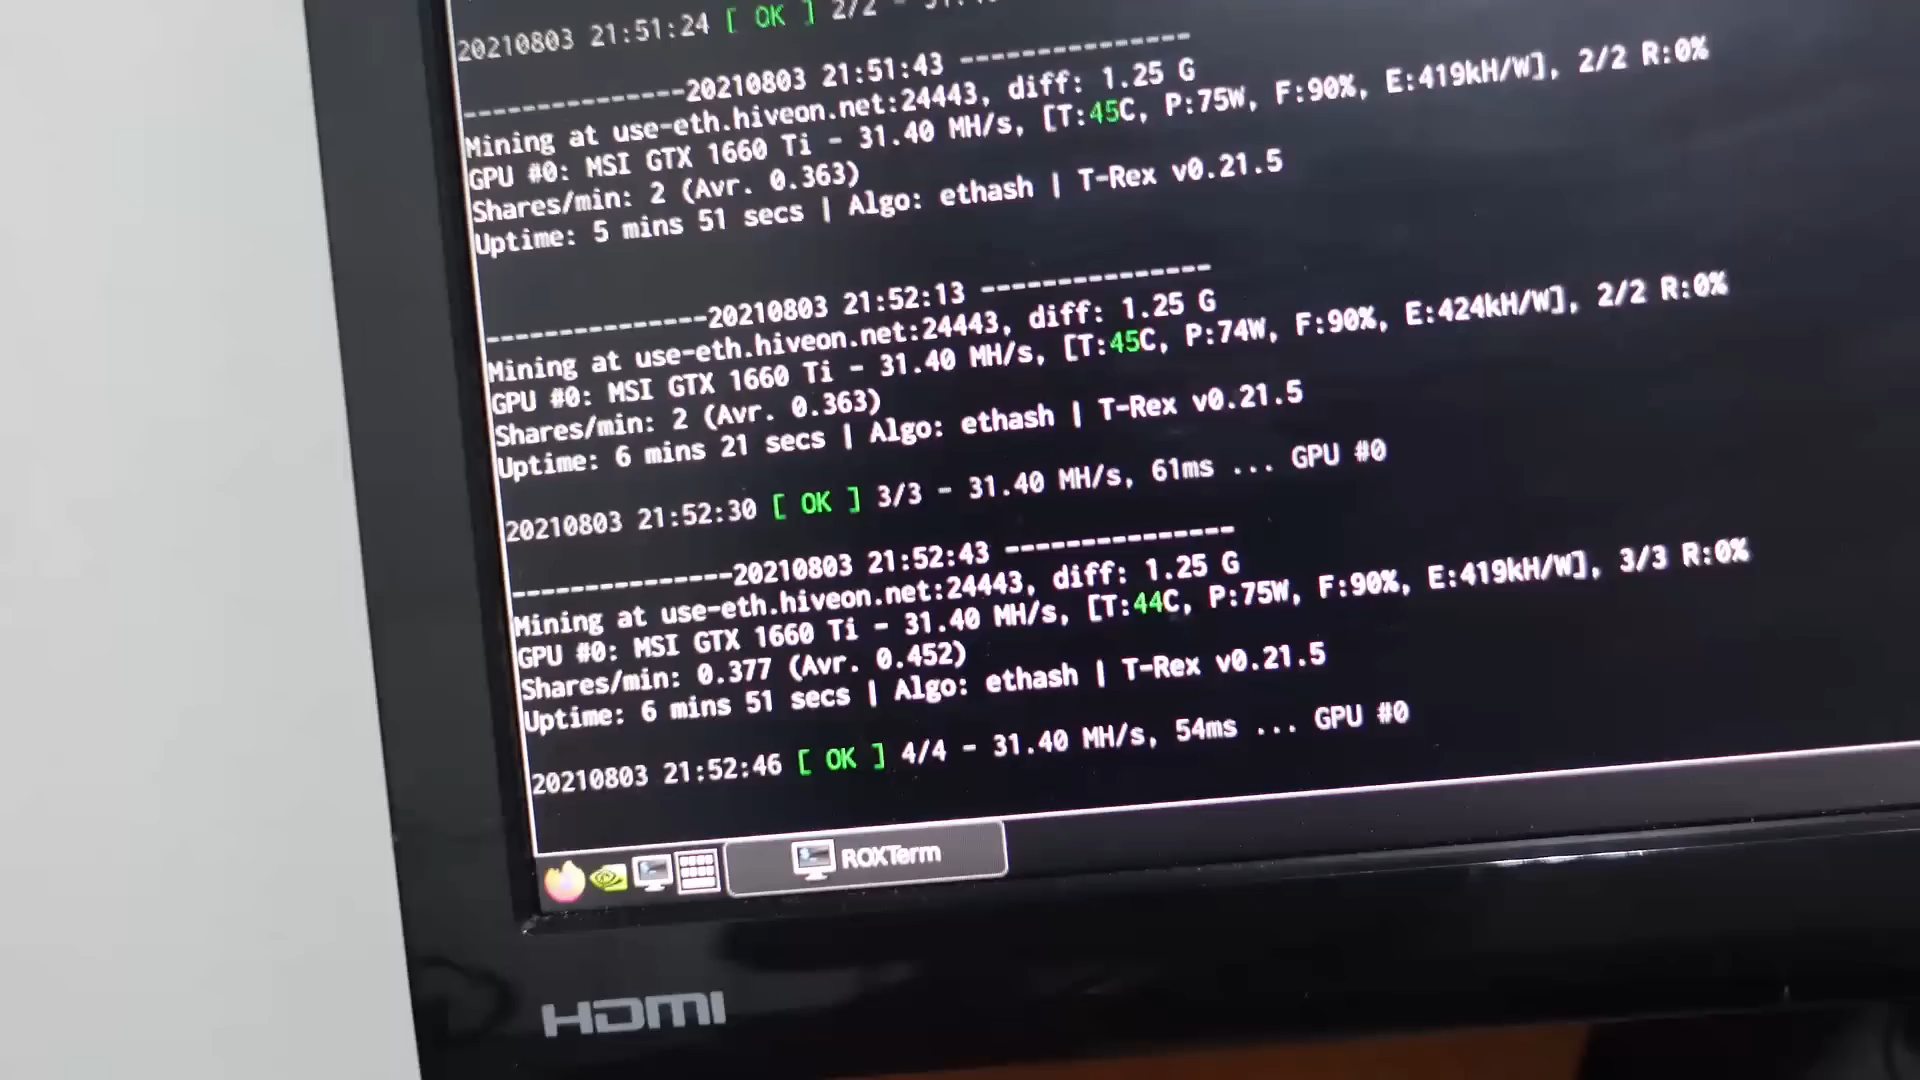 20210803 21:51:24 [ OK ] 2/2 -
---------------20210803 21:51:43 ---------------
Mining at use-eth.hiveon.net:24443, diff: 1.25 G
GPU #0: MSI GTX 1660 Ti - 31.40 MH/s, [T:45C, P:75W, F:90%, E:419kH/W], 2/2 R:0%
Shares/min: 2 (Avr. 0.363)
Uptime: 5 mins 51 secs | Algo: ethash | T-Rex v0.21.5
---------------20210803 21:52:13 ---------------
Mining at use-eth.hiveon.net:24443, diff: 1.25 G
GPU #0: MSI GTX 1660 Ti - 31.40 MH/s, [T:45C, P:74W, F:90%, E:424kH/W], 2/2 R:0%
Shares/min: 2 (Avr. 0.363)
Uptime: 6 mins 21 secs | Algo: ethash | T-Rex v0.21.5
20210803 21:52:30 [ OK ] 3/3 - 31.40 MH/s, 61ms ... GPU #0
---------------20210803 21:52:43 ---------------
Mining at use-eth.hiveon.net:24443, diff: 1.25 G
GPU #0: MSI GTX 1660 Ti - 31.40 MH/s, [T:44C, P:75W, F:90%, E:419kH/W], 3/3 R:0%
Shares/min: 0.377 (Avr. 0.452)
Uptime: 6 mins 51 secs | Algo: ethash | T-Rex v0.21.5
20210803 21:52:46 [ OK ] 4/4 - 31.40 MH/s, 54ms ... GPU #0
ROXTerm
HDMI